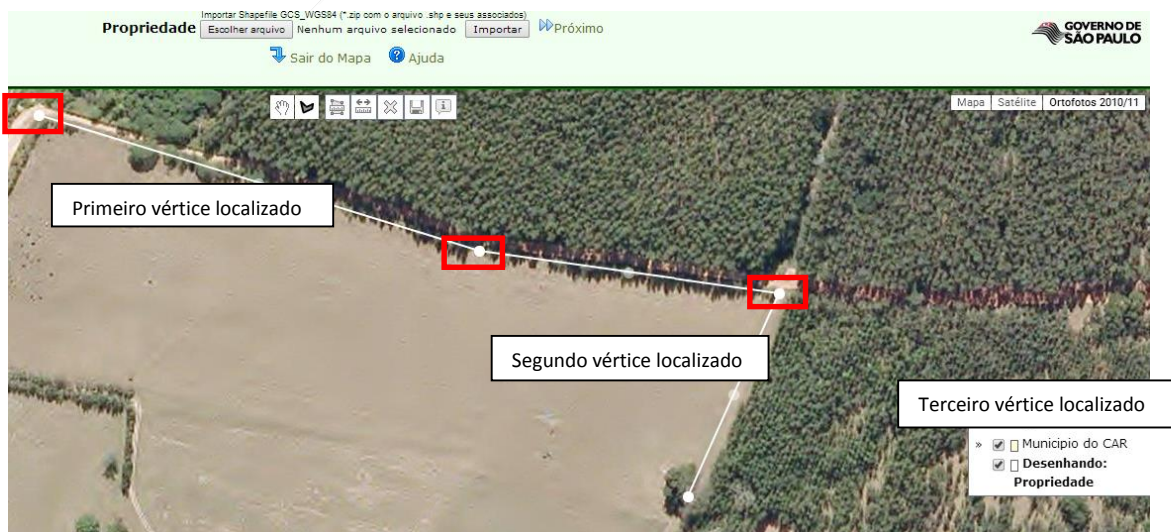 Importar Shapefile GCS_WGS84 (*.zip com o arquivo .shp e seus associados)
Propriedade Escolher arquivo Nenhum arquivo selecionado Importar Próximo
GOVERNO DE
SÃO PAULO
Sair do Mapa ? Ajuda
Mapa Satélite Ortofotos 2010/11
Primeiro vértice localizado
Segundo vértice localizado
Terceiro vértice localizado
» Municipio do CAR
Desenhando:
Propriedade